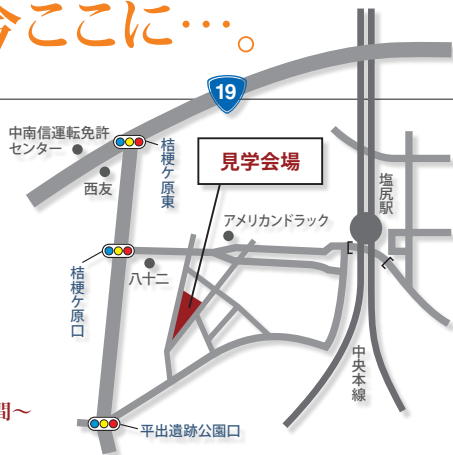 今ここに…。
19
中南信運転免許
センター
西友
桔梗ケ原東
見学会場
塩尻駅
アメリカンドラック
八十二
桔梗ケ原口
中央本線
間～
平出遺跡公園口